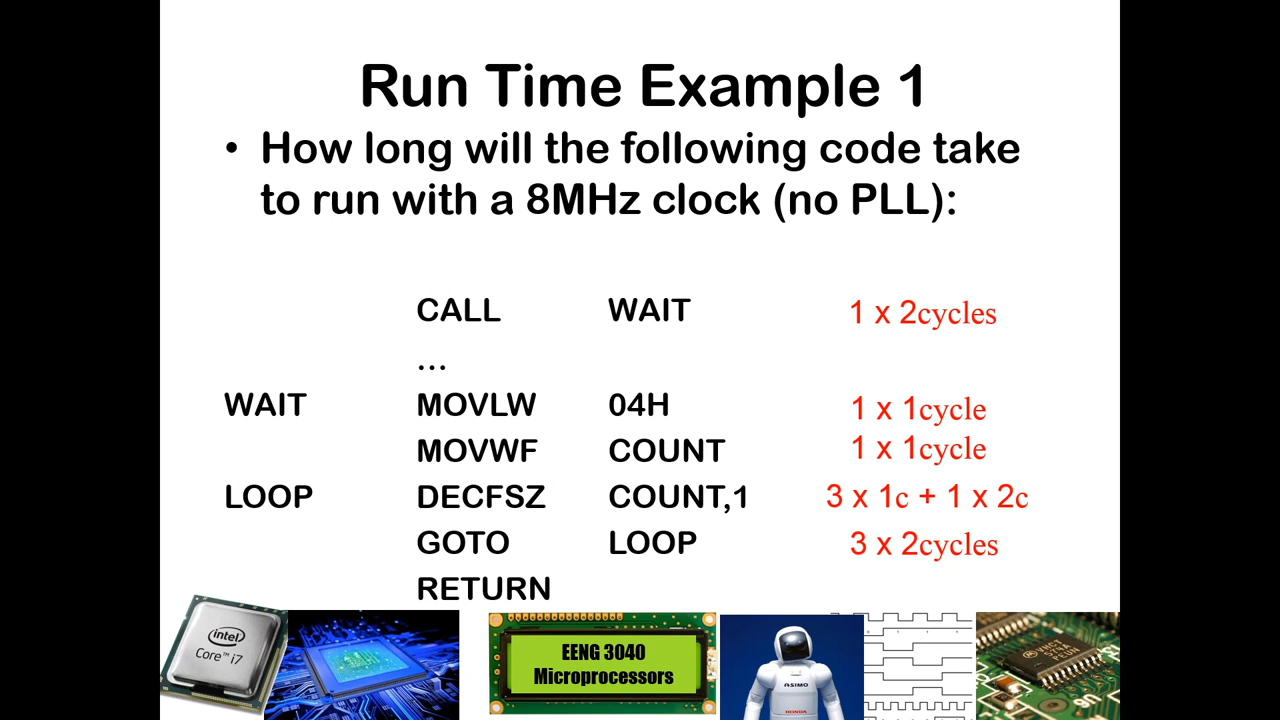 Run Time Example 1
• How long will the following code take
to run with a 8MHz clock (no PLL):
CALL WAIT 1 x 2cycles
...
WAIT MOVLW 04H 1 x 1cycle
MOVWF COUNT 1 x 1cycle
LOOP DECFSZ COUNT,1 3 x 1c + 1 x 2c
GOTO LOOP 3 x 2cycles
RETURN
intel
Core™ i7
EENG 3040
Microprocessors
ASIMO
HONDA